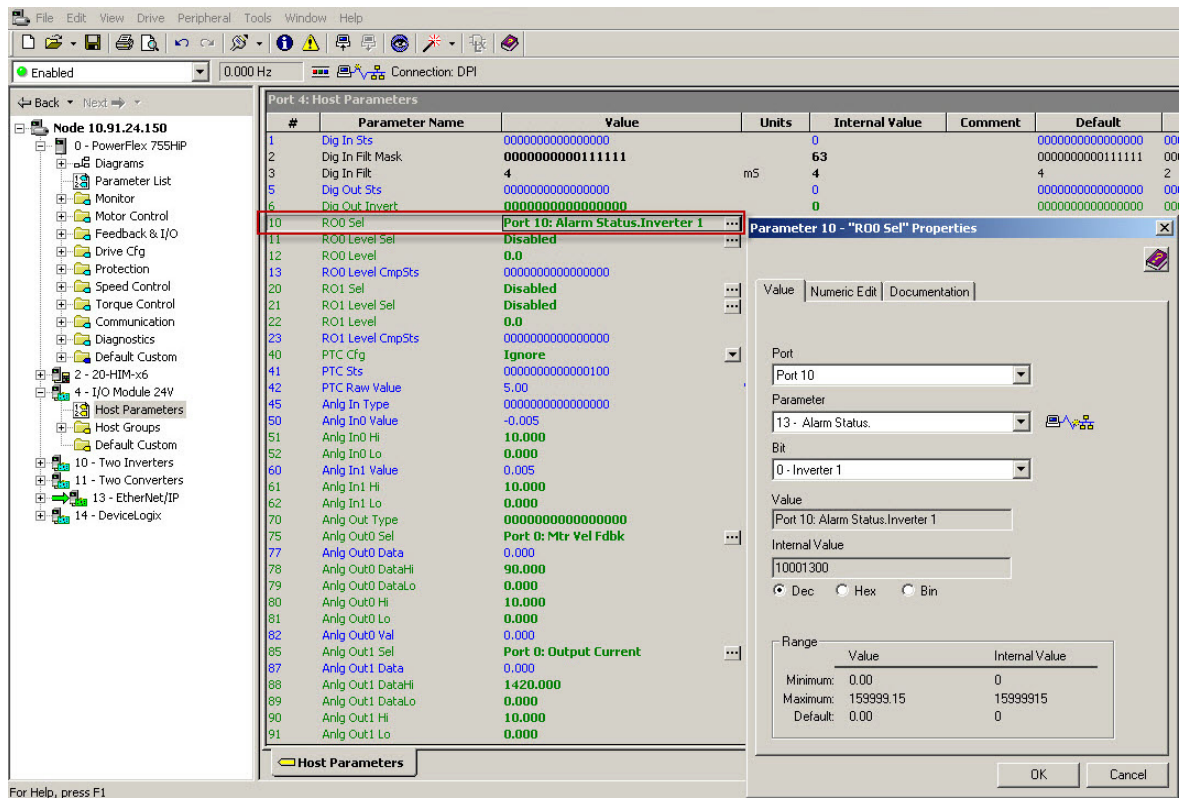 File Edit View Drive Peripheral Tools Window Help
Enabled 0.000 Hz Connection: DPI
Back Next
Node 10.91.24.150
0 - PowerFlex 755HiP
Diagrams
Parameter List
Monitor
Motor Control
Feedback & I/O
Drive Cfg
Protection
Speed Control
Torque Control
Communication
Diagnostics
Default Custom
2 - 20-HIM-x6
4 - I/O Module 24V
Host Parameters
Host Groups
Default Custom
10 - Two Inverters
11 - Two Converters
13 - EtherNet/IP
14 - DeviceLogix
Port 4: Host Parameters
# Parameter Name Value Units Internal Value Comment Default
1 Dig In Sts 0000000000000000 0 0000000000000000 00
2 Dig In Filt Mask 0000000000111111 63 0000000000111111 00
3 Dig In Filt 4 mS 4 4 2
5 Dig Out Sts 0000000000000000 0 0000000000000000 00
6 Dig Out Invert 0000000000000000 0 0000000000000000 00
10 RO0 Sel Port 10: Alarm Status.Inverter 1 ...
11 RO0 Level Sel Disabled ...
12 RO0 Level 0.0
13 RO0 Level CmpSts 0000000000000000
20 RO1 Sel Disabled ...
21 RO1 Level Sel Disabled ...
22 RO1 Level 0.0
23 RO1 Level CmpSts 0000000000000000
40 PTC Cfg Ignore
41 PTC Sts 0000000000000100
42 PTC Raw Value 5.00
45 Anlg In Type 0000000000000000
50 Anlg In0 Value -0.005
51 Anlg In0 Hi 10.000
52 Anlg In0 Lo 0.000
60 Anlg In1 Value 0.005
61 Anlg In1 Hi 10.000
62 Anlg In1 Lo 0.000
70 Anlg Out Type 0000000000000000
75 Anlg Out0 Sel Port 0: Mtr Vel Fdbk ...
77 Anlg Out0 Data 0.000
78 Anlg Out0 DataHi 90.000
79 Anlg Out0 DataLo 0.000
80 Anlg Out0 Hi 10.000
81 Anlg Out0 Lo 0.000
82 Anlg Out0 Val 0.000
85 Anlg Out1 Sel Port 0: Output Current ...
87 Anlg Out1 Data 0.000
88 Anlg Out1 DataHi 1420.000
89 Anlg Out1 DataLo 0.000
90 Anlg Out1 Hi 10.000
91 Anlg Out1 Lo 0.000
Host Parameters
Parameter 10 - "RO0 Sel" Properties
Value Numeric Edit Documentation
Port
Port 10
Parameter
13 - Alarm Status.
Bit
0 - Inverter 1
Value
Port 10: Alarm Status.Inverter 1
Internal Value
10001300
Dec Hex Bin
Range
Value Internal Value
Minimum: 0.00 0
Maximum: 159999.15 15999915
Default: 0.00 0
OK Cancel
For Help, press F1